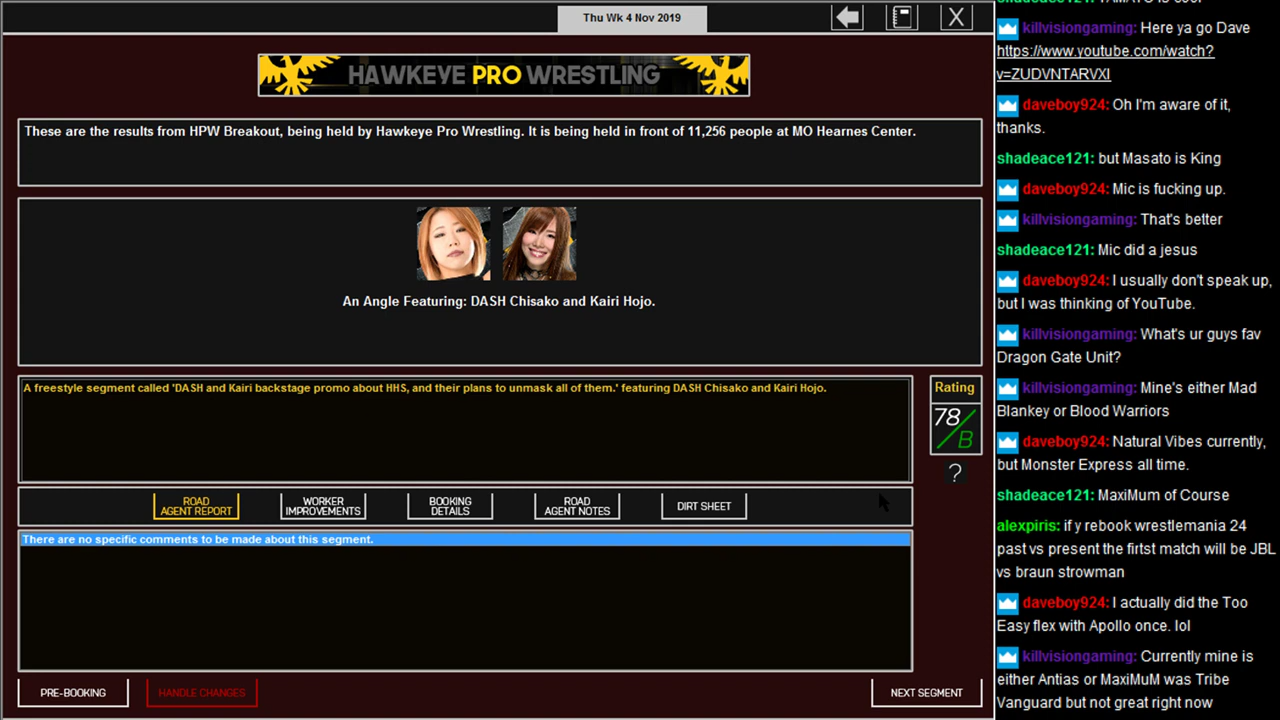 Thu Wk 4 Nov 2019
HAWKEYE PRO WRESTLING
These are the results from HPW Breakout, being held by Hawkeye Pro Wrestling. It is being held in front of 11,256 people at MO Hearnes Center.
An Angle Featuring: DASH Chisako and Kairi Hojo.
A freestyle segment called 'DASH and Kairi backstage promo about HHS, and their plans to unmask all of them.' featuring DASH Chisako and Kairi Hojo.
Rating
78/B
?
ROAD
AGENT REPORT
WORKER
IMPROVEMENTS
BOOKING
DETAILS
ROAD
AGENT NOTES
DIRT SHEET
There are no specific comments to be made about this segment.
PRE-BOOKING
HANDLE CHANGES
NEXT SEGMENT
killvisiongaming: Here ya go Dave
https://www.youtube.com/watch?
v=ZUDVNTARVXI
daveboy924: Oh I'm aware of it,
thanks.
shadeace121: but Masato is King
daveboy924: Mic is fucking up.
killvisiongaming: That's better
shadeace121: Mic did a jesus
daveboy924: I usually don't speak up,
but I was thinking of YouTube.
killvisiongaming: What's ur guys fav
Dragon Gate Unit?
killvisiongaming: Mine's either Mad
Blankey or Blood Warriors
daveboy924: Natural Vibes currently,
but Monster Express all time.
shadeace121: MaxiMum of Course
alexpiris: if y rebook wrestlemania 24
past vs present the firtst match will be JBL
vs braun strowman
daveboy924: I actually did the Too
Easy flex with Apollo once. lol
killvisiongaming: Currently mine is
either Antias or MaxiMuM was Tribe
Vanguard but not great right now